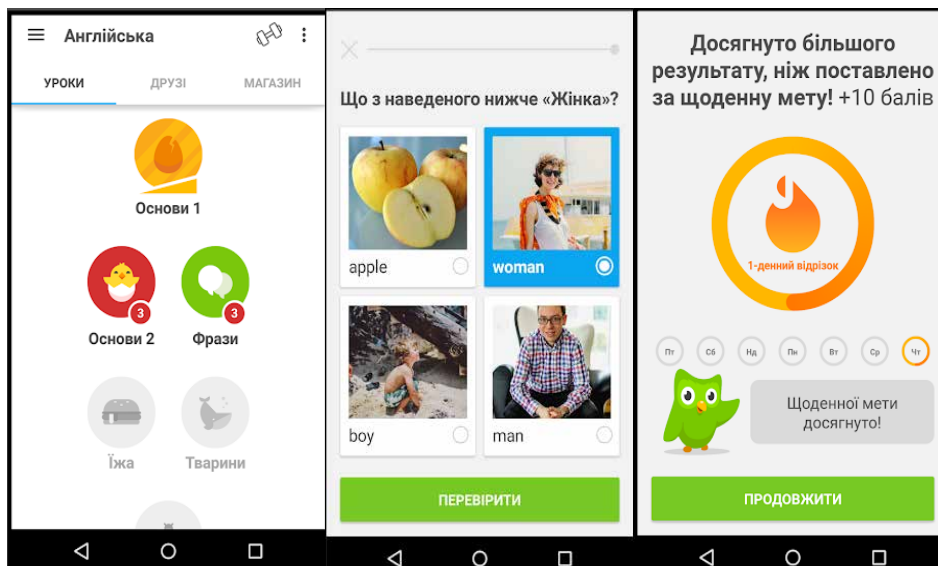 Англійська
УРОКИ ДРУЗІ МАГАЗИН
Основи 1
3 3
Основи 2 Фрази
Їжа Тварини
Що з наведеного нижче «Жінка»?
apple woman
boy man
ПЕРЕВІРИТИ
Досягнуто більшого
результату, ніж поставлено
за щоденну мету! +10 балів
1-денний відрізок
Пт Сб Нд Пн Вт Ср Чт
Щоденної мети
досягнуто!
ПРОДОВЖИТИ